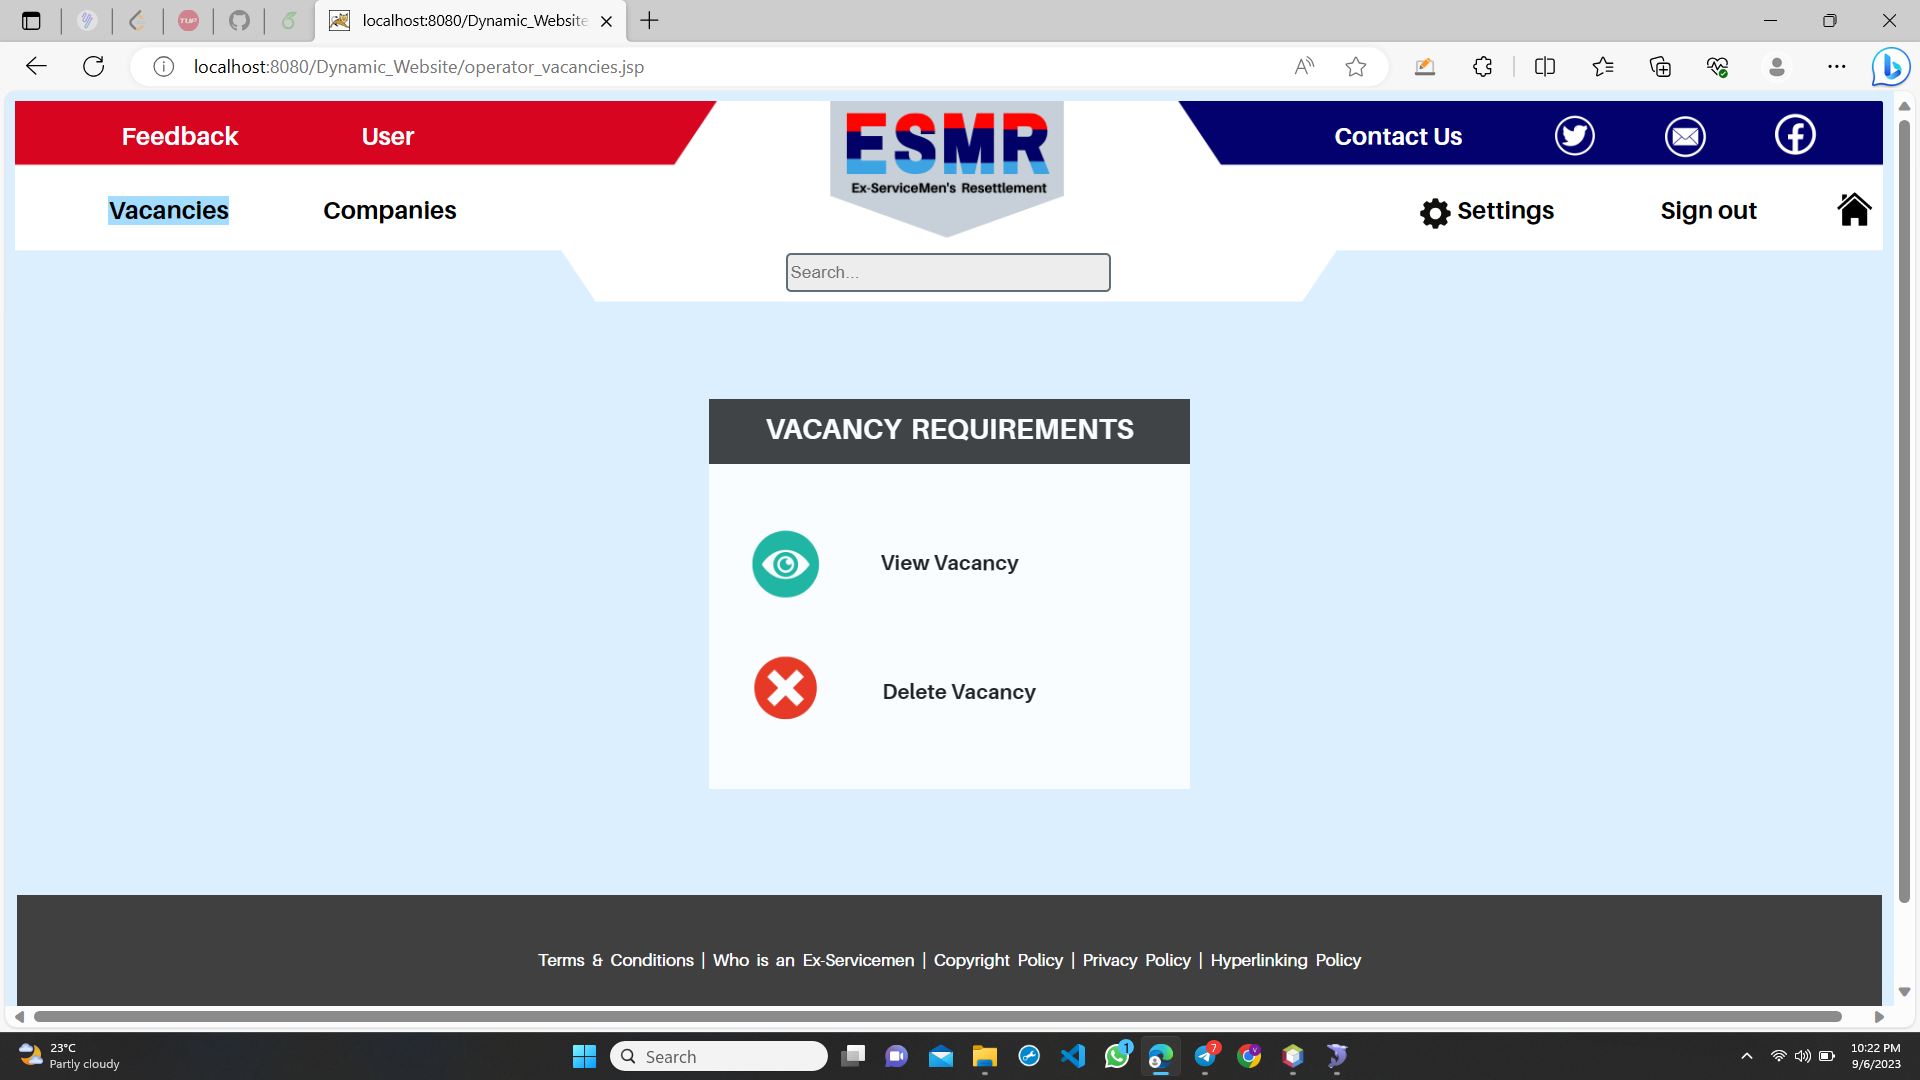 localhost:8080/Dynamic_Website
localhost:8080/Dynamic_Website/operator_vacancies.jsp
Feedback
User
ESMR
Ex-ServiceMen's Resettlement
Contact Us
Vacancies
Companies
Settings
Sign out
Search...
VACANCY REQUIREMENTS
View Vacancy
Delete Vacancy
Terms & Conditions | Who is an Ex-Servicemen | Copyright Policy | Privacy Policy | Hyperlinking Policy
23°C
Partly cloudy
Search
1
7
10:22 PM
9/6/2023